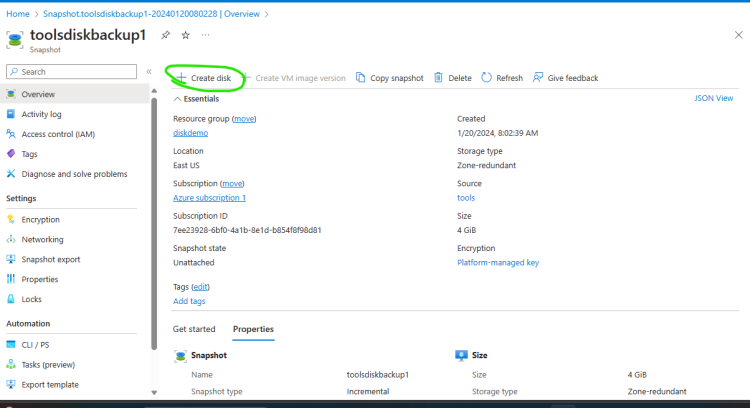 Home > Snapshot.toolsdiskbackup1-20240120080228 | Overview >
toolsdiskbackup1
Snapshot
Search
Create disk
Create VM image version
Copy snapshot
Delete
Refresh
Give feedback
Overview
Activity log
Access control (IAM)
Tags
Diagnose and solve problems
Settings
Encryption
Networking
Snapshot export
Properties
Locks
Automation
CLI / PS
Tasks (preview)
Export template
Essentials
JSON View
Resource group (move)
diskdemo
Location
East US
Subscription (move)
Azure subscription 1
Subscription ID
7ee23928-6bf0-4a1b-8e1d-b854f8f98d81
Snapshot state
Unattached
Created
1/20/2024, 8:02:39 AM
Storage type
Zone-redundant
Source
tools
Size
4 GiB
Encryption
Platform-managed key
Tags (edit)
Add tags
Get started
Properties
Snapshot
Name toolsdiskbackup1
Snapshot type Incremental
Size
Size 4 GiB
Storage type Zone-redundant